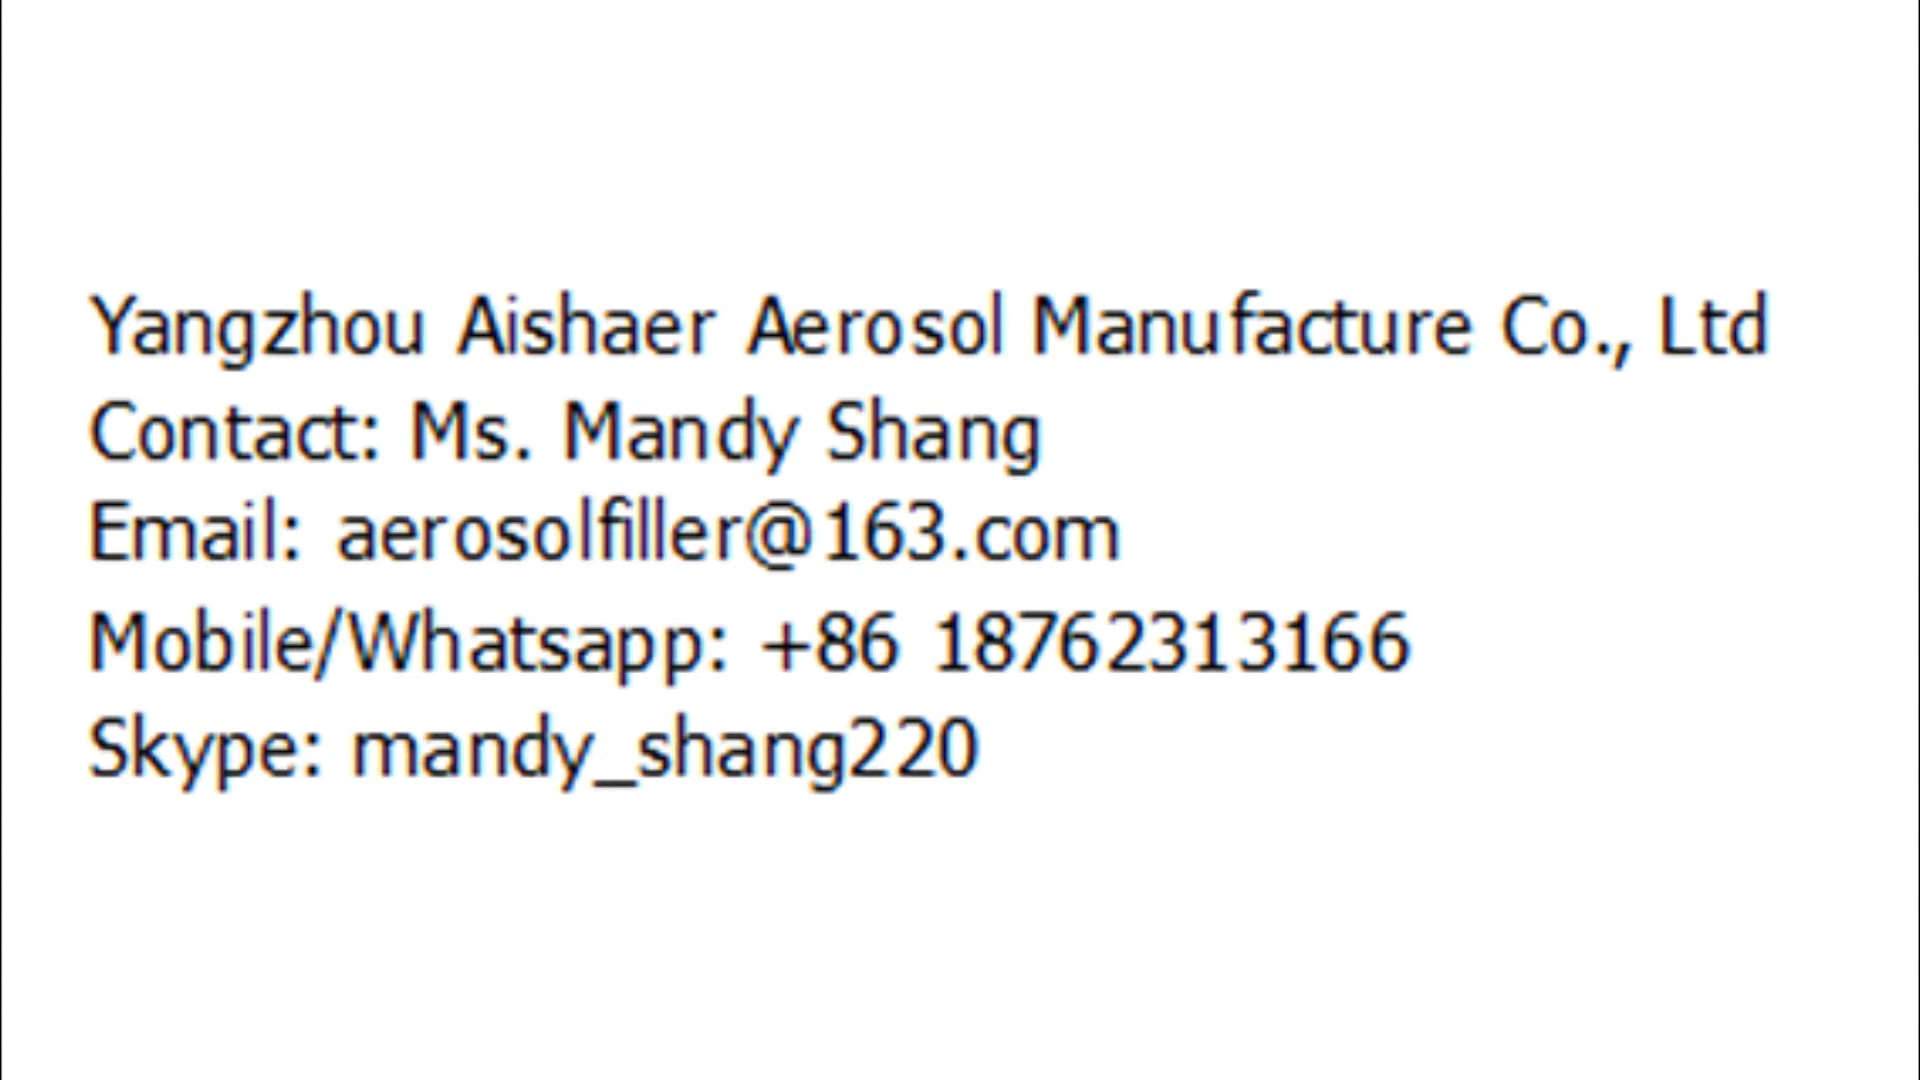 Yangzhou Aishaer Aerosol Manufacture Co., Ltd
Contact: Ms. Mandy Shang
Email: aerosolfiller@163.com
Mobile/Whatsapp: +86 18762313166
Skype: mandy_shang220